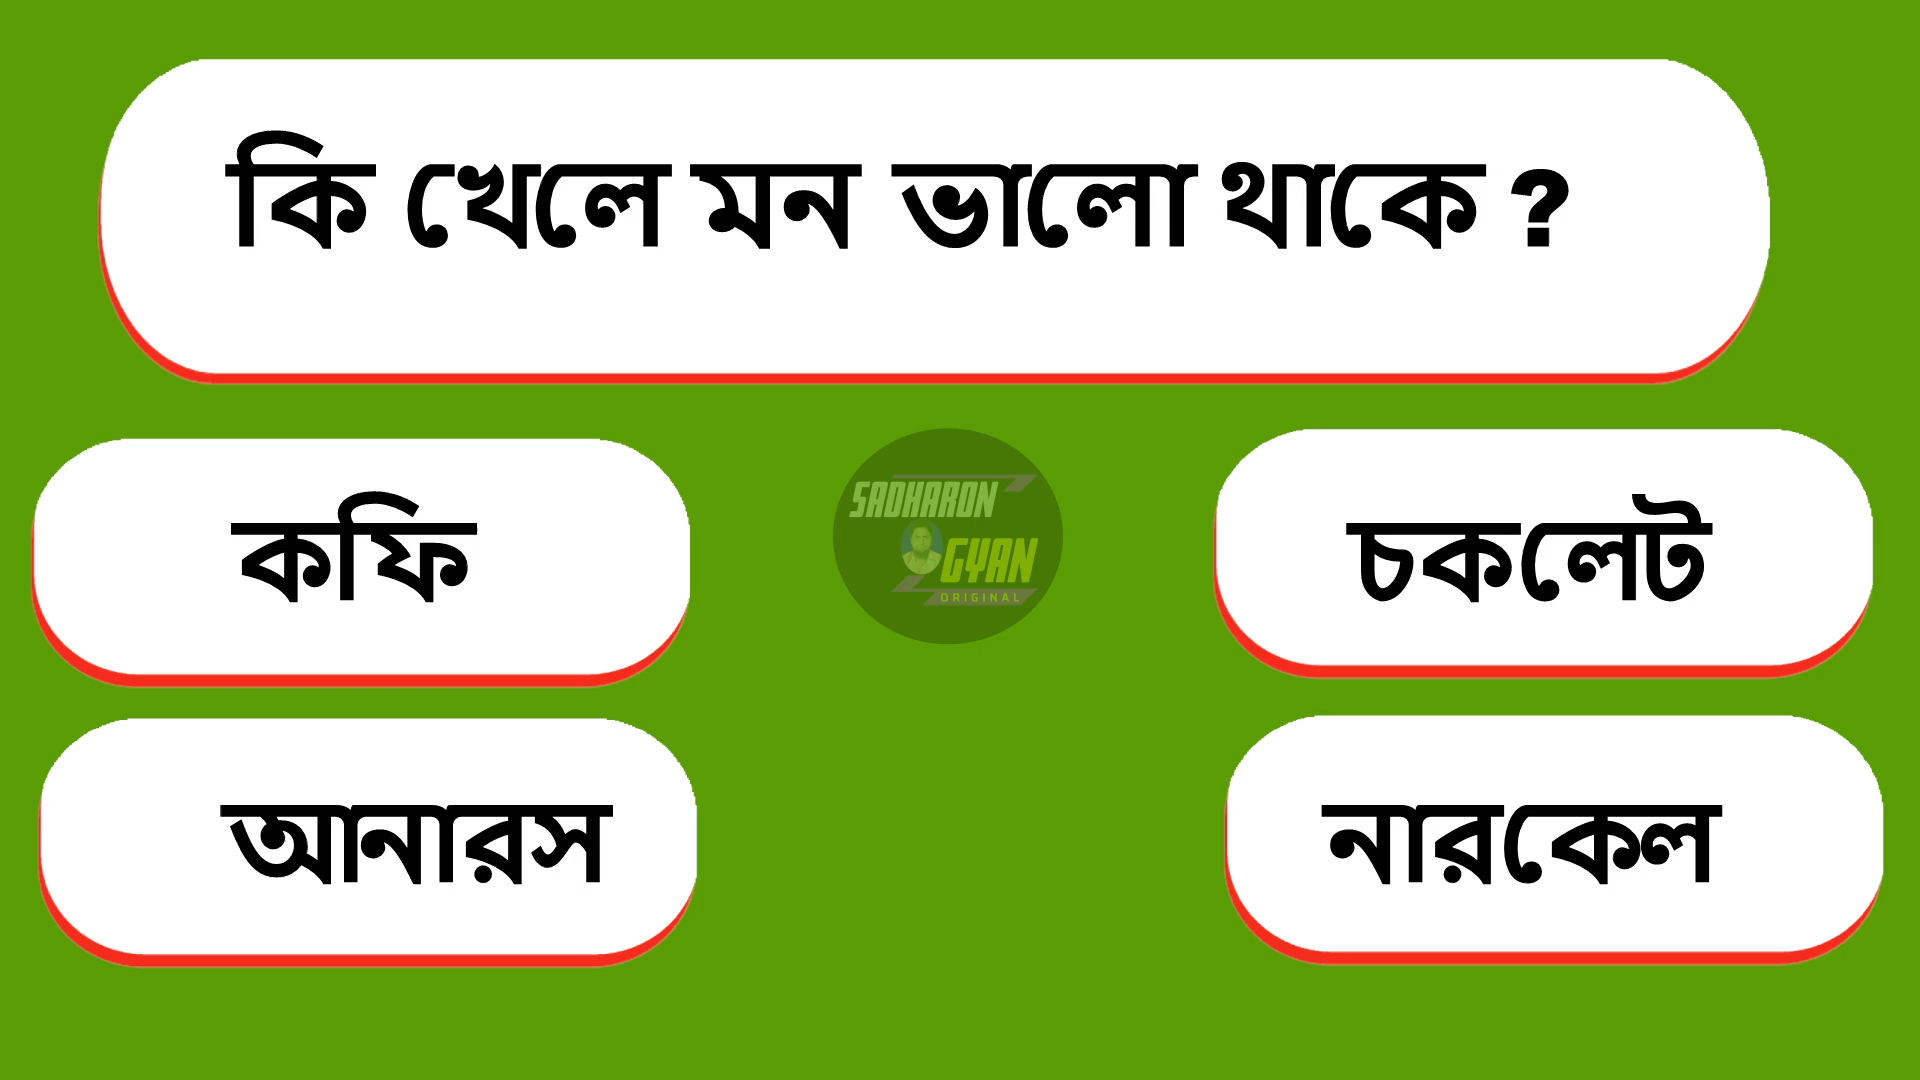 কি খেলে মন ভালো থাকে ?
কফি
চকলেট
SADHARON
GYAN
ORIGINAL
আনারস
নারকেল